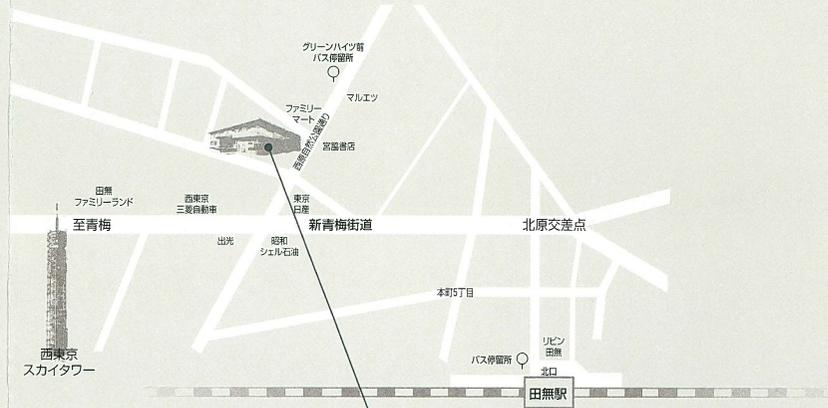 グリーンハイツ前
バス停留所
マルエツ
ファミリー
マート
西原自然公園通り
宮脇書店
田無
ファミリーランド
西東京
三菱自動車
東京
日産
至青梅
新青梅街道
北原交差点
出光
昭和
シェル石油
本町5丁目
西東京
スカイタワー
バス停留所
リビン
田無
北口
田無駅